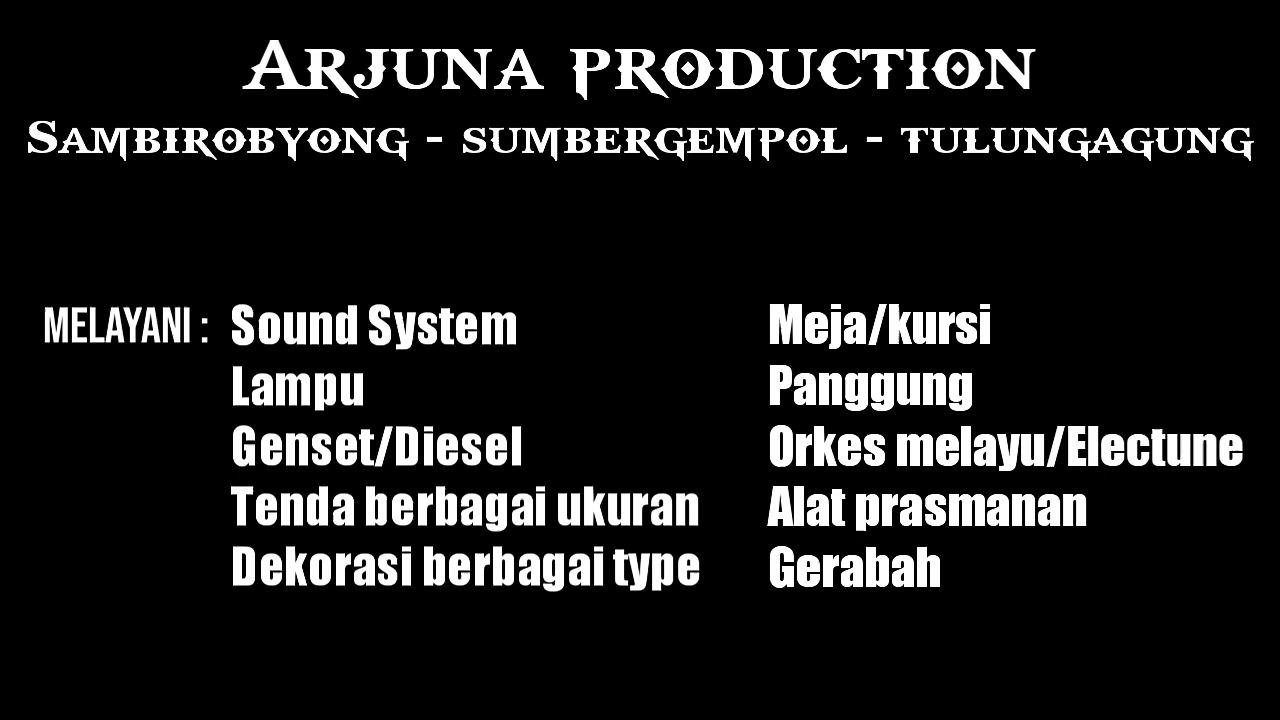 Arjuna production
Sambirobyong - sumbergempol - tulungagung
MELAYANI : Sound System
Lampu
Genset/Diesel
Tenda berbagai ukuran
Dekorasi berbagai type
Meja/kursi
Panggung
Orkes melayu/Electune
Alat prasmanan
Gerabah